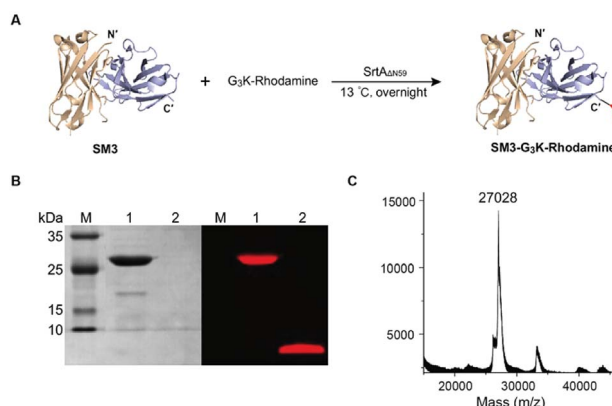 A
N'
C'
SM3
+
G₃K-Rhodamine
SrtAΔN59
13 °C, overnight
N'
C'
SM3-G₃K-Rhodamine
B
kDa M 1 2 M 1 2
35
25
15
10
C
27028
15000
10000
5000
20000 30000 40000
Mass (m/z)